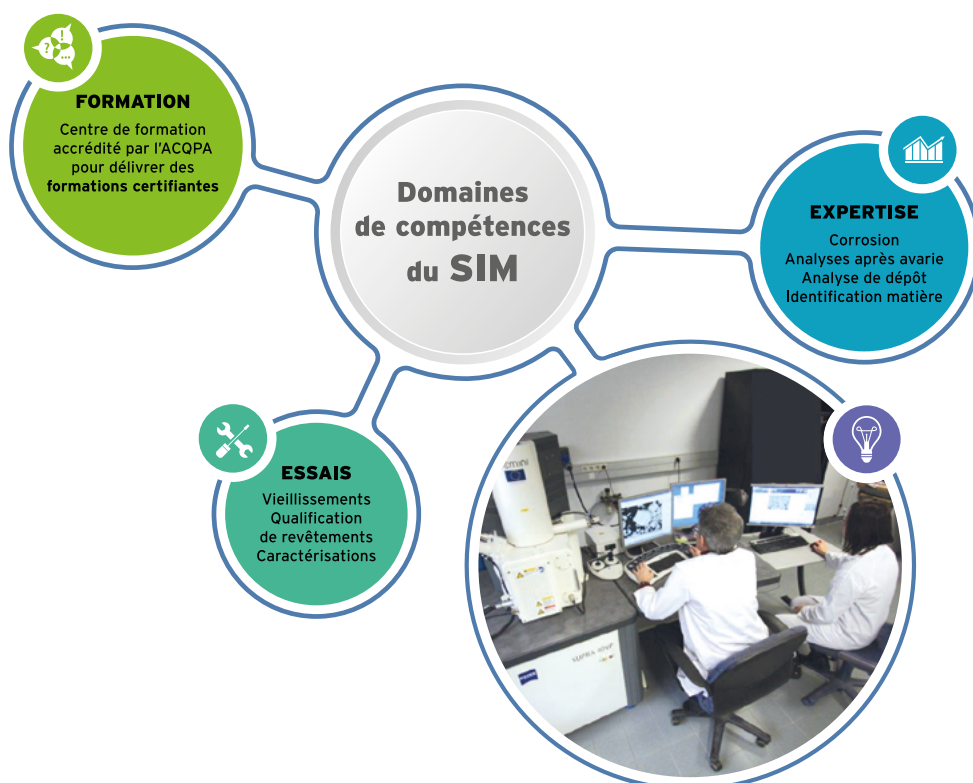 FORMATION
Centre de formation
accrédité par l'ACQPA
pour délivrer des
formations certifiantes
Domaines
de compétences
du SIM
EXPERTISE
Corrosion
Analyses après avarie
Analyse de dépôt
Identification matière
ESSAIS
Vieillissements
Qualification
de revêtements
Caractérisations